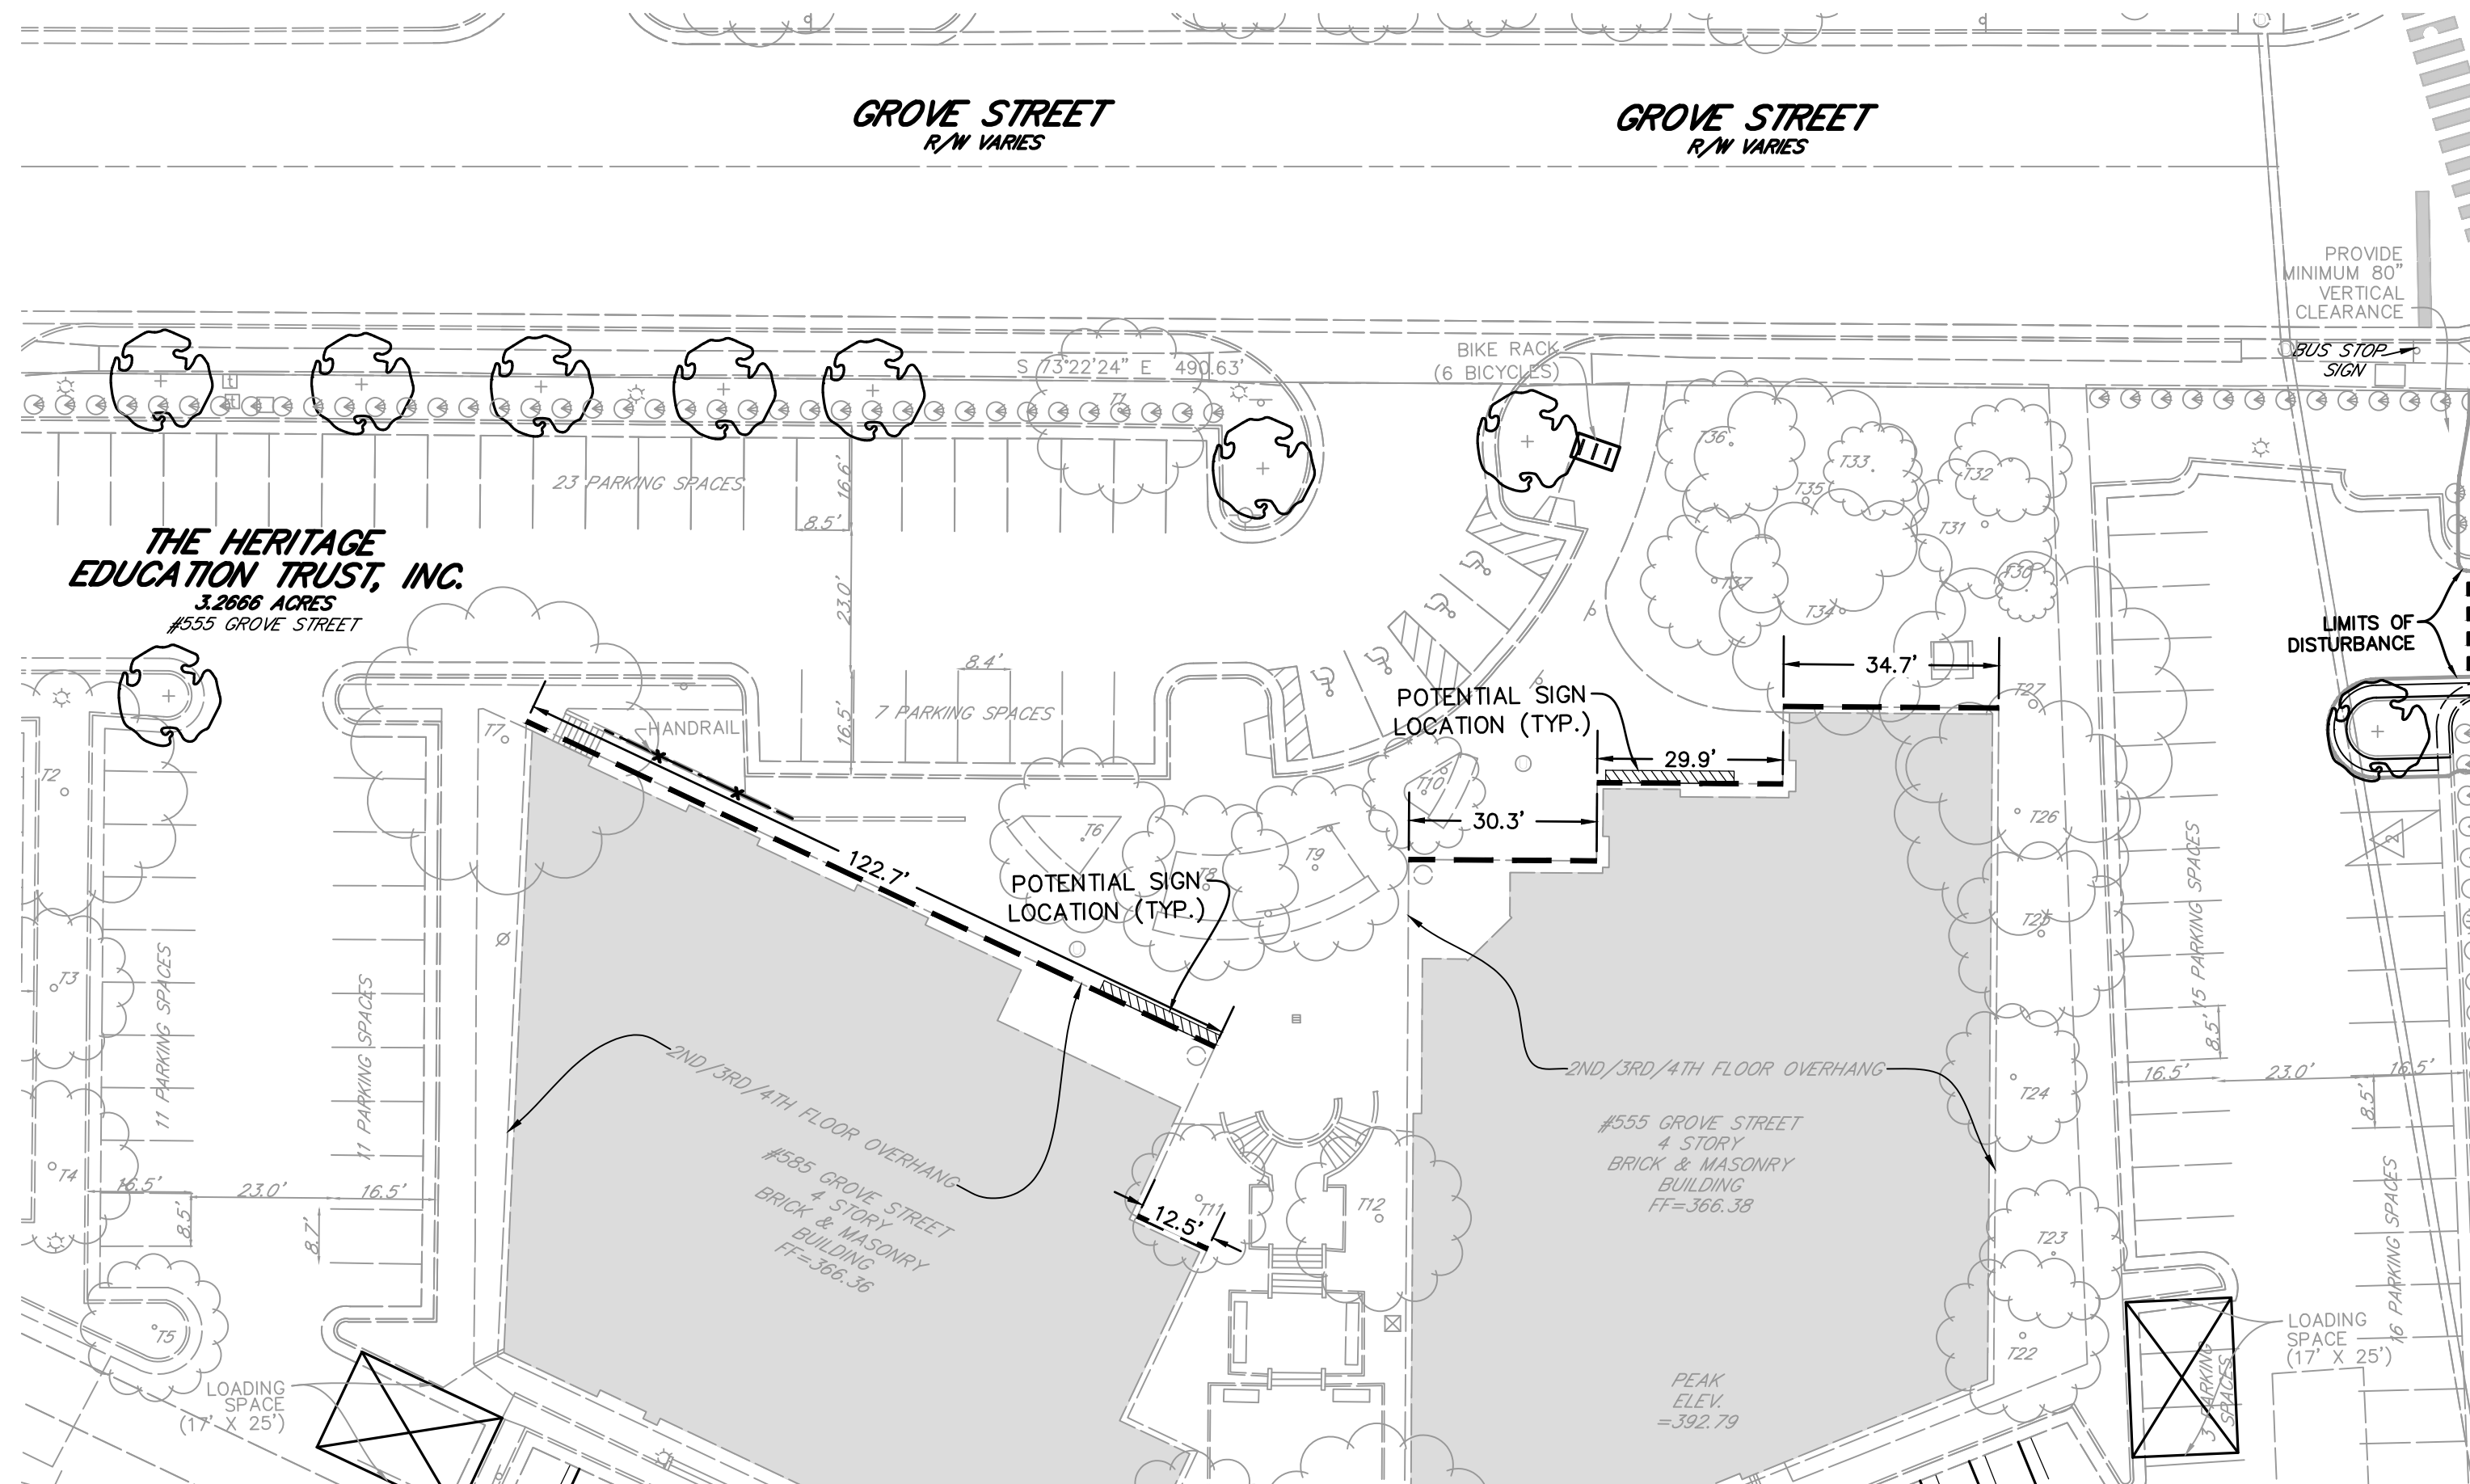 GROVE STREET
R/W VARIES
GROVE STREET
R/W VARIES
PROVIDE
MINIMUM 80"
VERTICAL
CLEARANCE
BUS STOP
SIGN
S 73°22'24" E 490.63'
BIKE RACK
(6 BICYCLES)
T1
23 PARKING SPACES
16.6'
8.5'
23.0'
THE HERITAGE
EDUCATION TRUST, INC.
3.2666 ACRES
#555 GROVE STREET
T36
T33
T32
T35
T31
T30
T37
T34
LIMITS OF
DISTURBANCE
8.4'
7 PARKING SPACES
16.5'
HANDRAIL
T7
T2
POTENTIAL SIGN
LOCATION (TYP.)
34.7'
29.9'
30.3'
T27
T10
T26
T6
T9
T8
T25
2
122.7'
POTENTIAL SIGN
LOCATION (TYP.)
T3
11 PARKING SPACES
11 PARKING SPACES
15 PARKING SPACES
8.5'
2ND/3RD/4TH FLOOR OVERHANG
2ND/3RD/4TH FLOOR OVERHANG
16.5'
23.0'
16.5'
8.5'
T24
#585 GROVE STREET
4 STORY
BRICK & MASONRY
BUILDING
FF=366.36
#555 GROVE STREET
4 STORY
BRICK & MASONRY
BUILDING
FF=366.38
T4
16.5'
23.0'
16.5'
8.5'
8.7'
T11
12.5'
T12
T23
16 PARKING SPACES
T5
T22
LOADING
SPACE
(17' X 25')
LOADING
SPACE
(17' X 25')
3 PARKING
SPACES
PEAK
ELEV.
=392.79